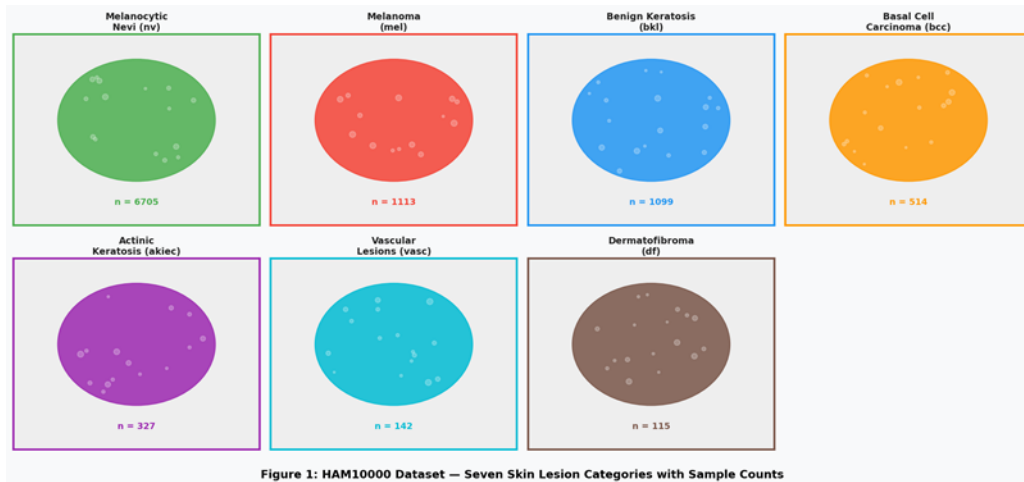 Melanocytic
Nevi (nv)
n = 6705
Melanoma
(mel)
n = 1113
Benign Keratosis
(bkl)
n = 1099
Basal Cell
Carcinoma (bcc)
n = 514
Actinic
Keratosis (akiec)
n = 327
Vascular
Lesions (vasc)
n = 142
Dermatofibroma
(df)
n = 115
Figure 1: HAM10000 Dataset — Seven Skin Lesion Categories with Sample Counts